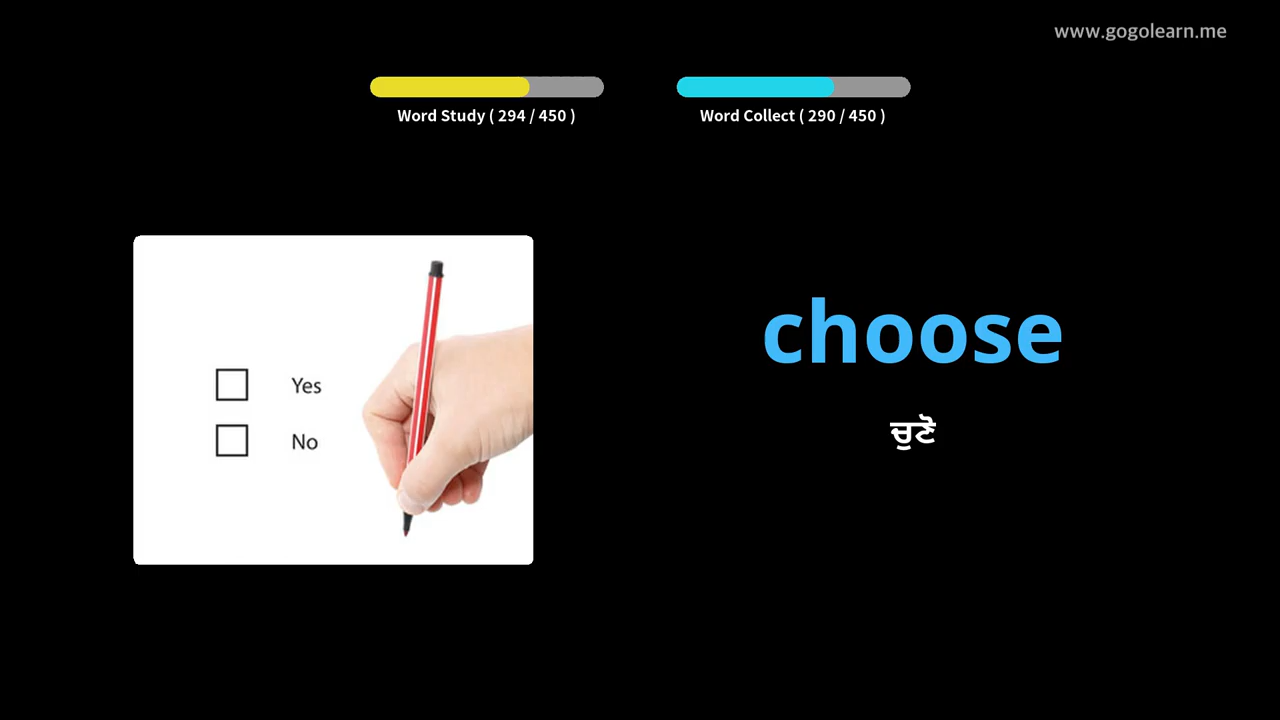 www.gogolearn.me
Word Study ( 294 / 450 )
Word Collect ( 290 / 450 )
Yes
No
choose
ਚੁਣੋ